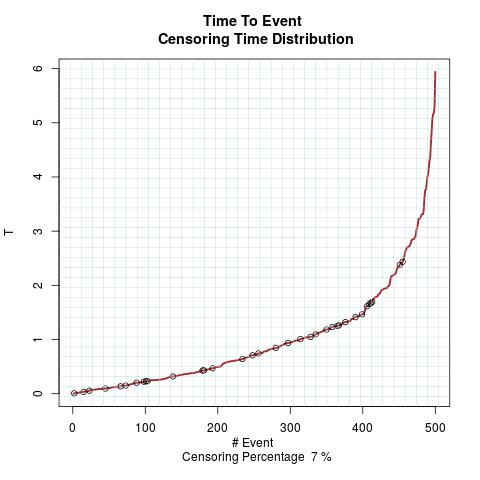 Time To Event
Censoring Time Distribution
6
5
4
3
2
1
0
T
0 100 200 300 400 500
# Event
Censoring Percentage 7 %